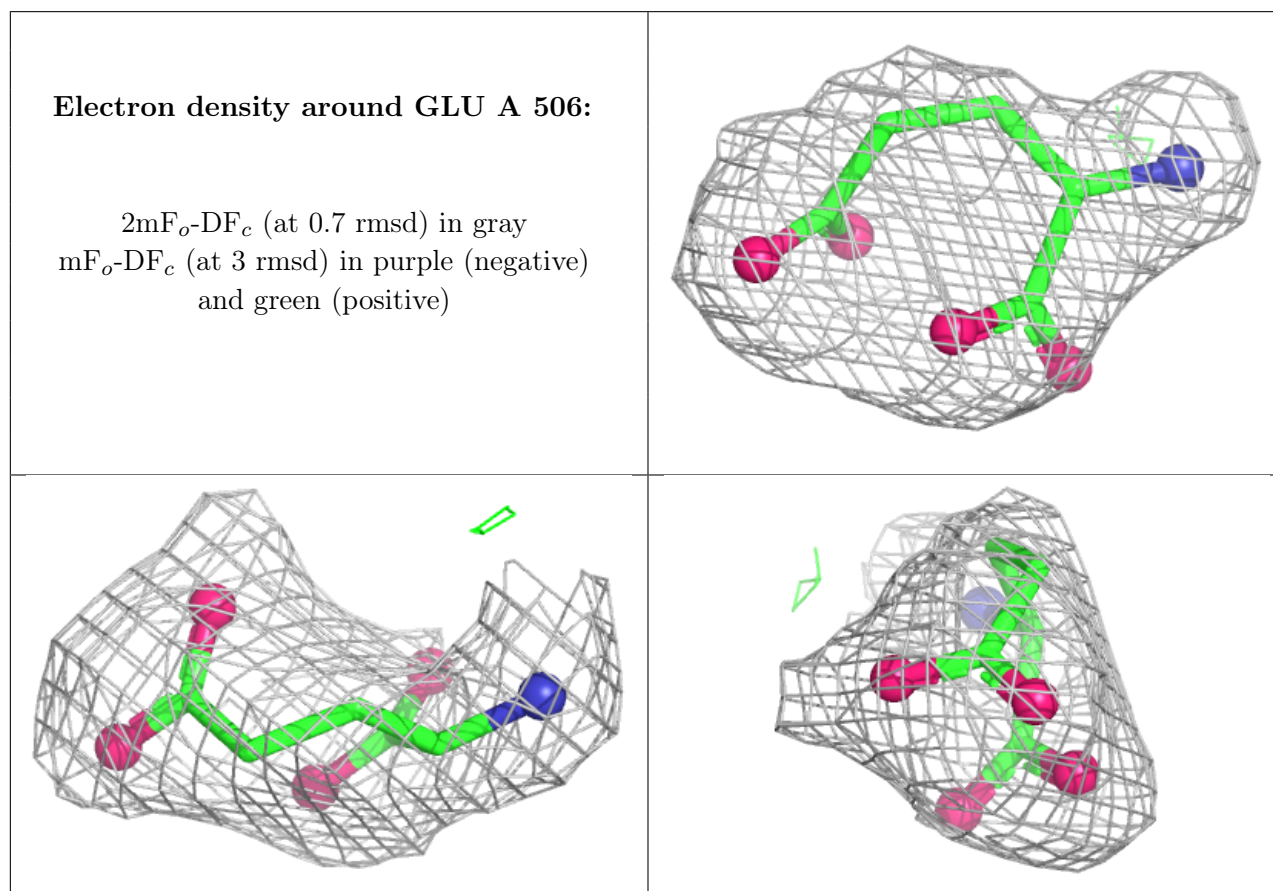 Electron density around GLU A 506:
2mFo-DFc (at 0.7 rmsd) in gray
mFo-DFc (at 3 rmsd) in purple (negative)
and green (positive)